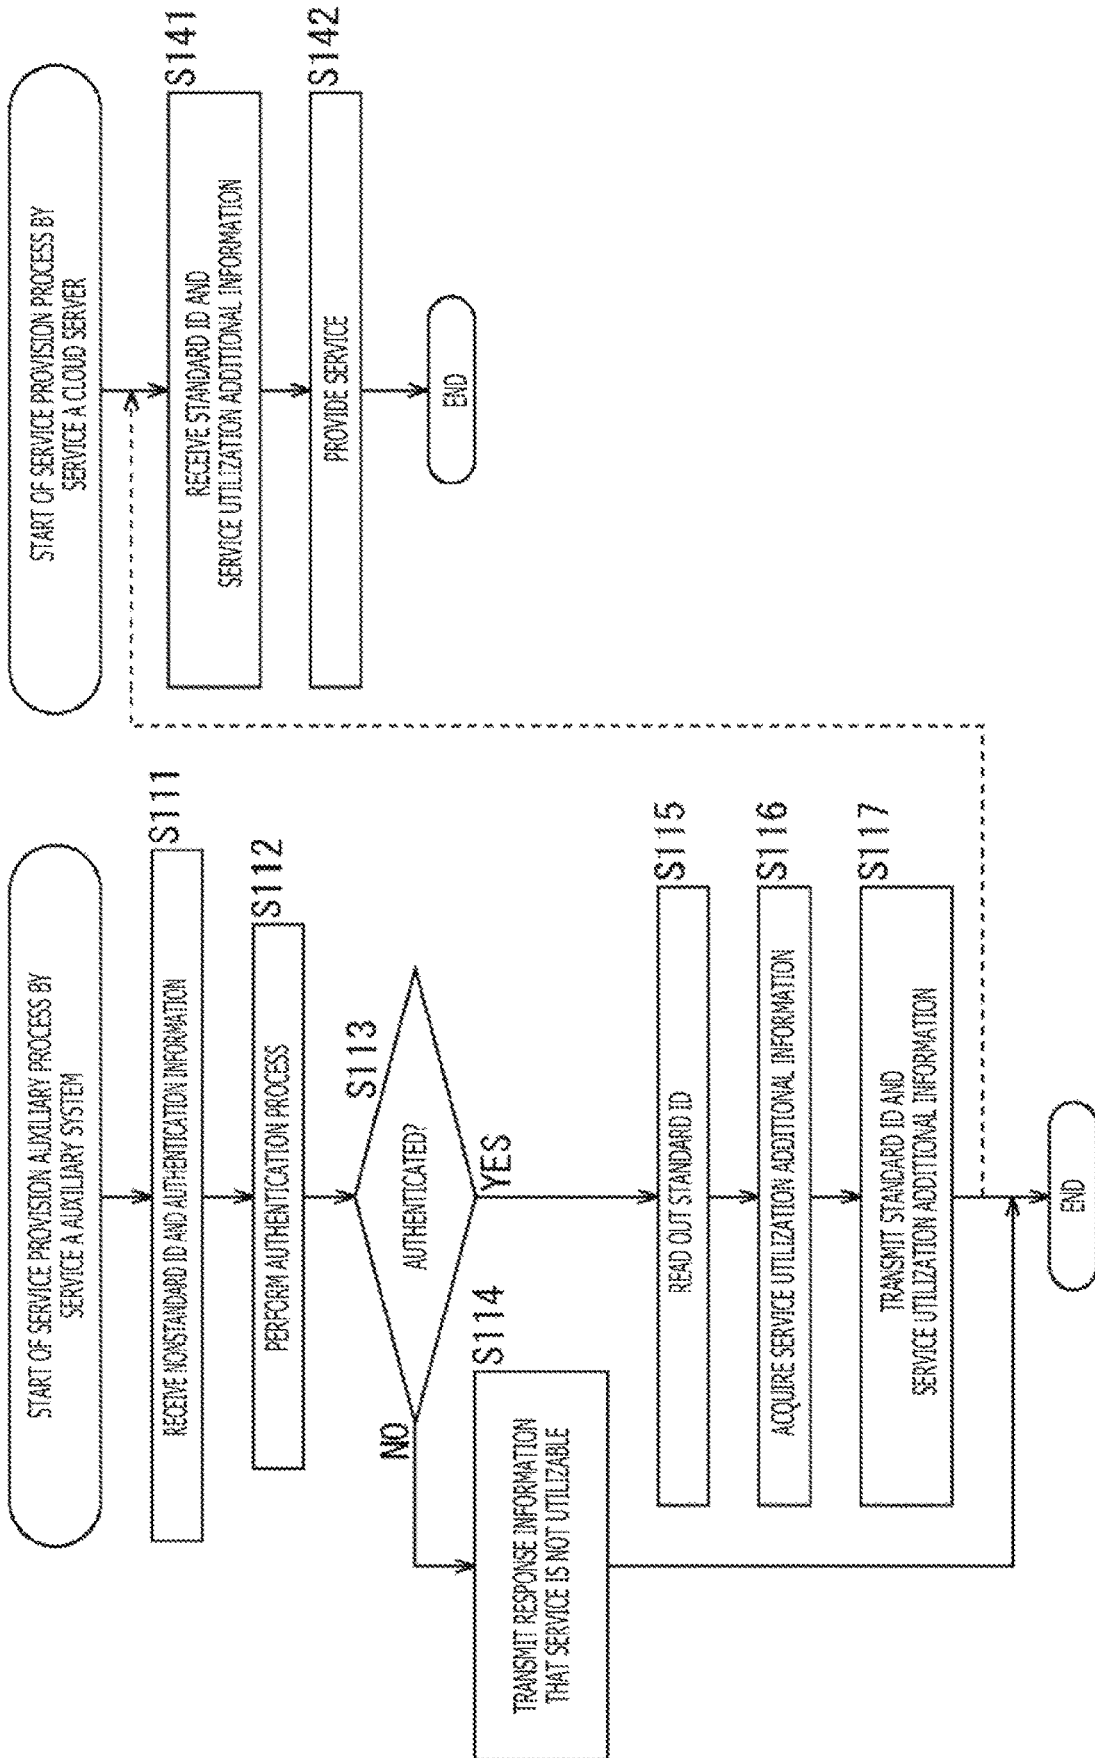 START OF SERVICE PROVISION AUXILIARY PROCESS BY
SERVICE A AUXILIARY SYSTEM
S111
RECEIVE NONSTANDARD ID AND AUTHENTICATION INFORMATION
S112
PERFORM AUTHENTICATION PROCESS
S113
AUTHENTICATED?
NO
YES
S114
TRANSMIT RESPONSE INFORMATION
THAT SERVICE IS NOT UTILIZABLE
S115
READ OUT STANDARD ID
S116
ACQUIRE SERVICE UTILIZATION ADDITIONAL INFORMATION
S117
TRANSMIT STANDARD ID AND
SERVICE UTILIZATION ADDITIONAL INFORMATION
END
START OF SERVICE PROVISION PROCESS BY
SERVICE A CLOUD SERVER
S141
RECEIVE STANDARD ID AND
SERVICE UTILIZATION ADDITIONAL INFORMATION
S142
PROVIDE SERVICE
END